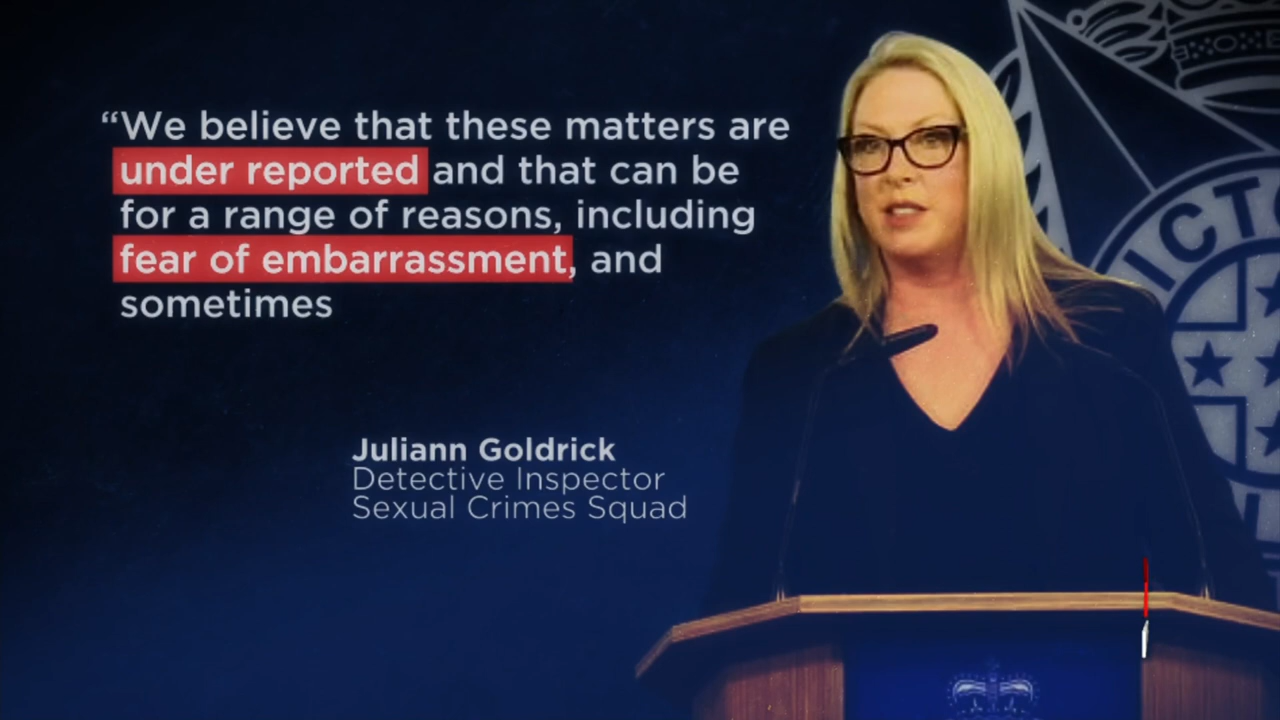 “We believe that these matters are
under reported and that can be
for a range of reasons, including
fear of embarrassment, and
sometimes
Juliann Goldrick
Detective Inspector
Sexual Crimes Squad